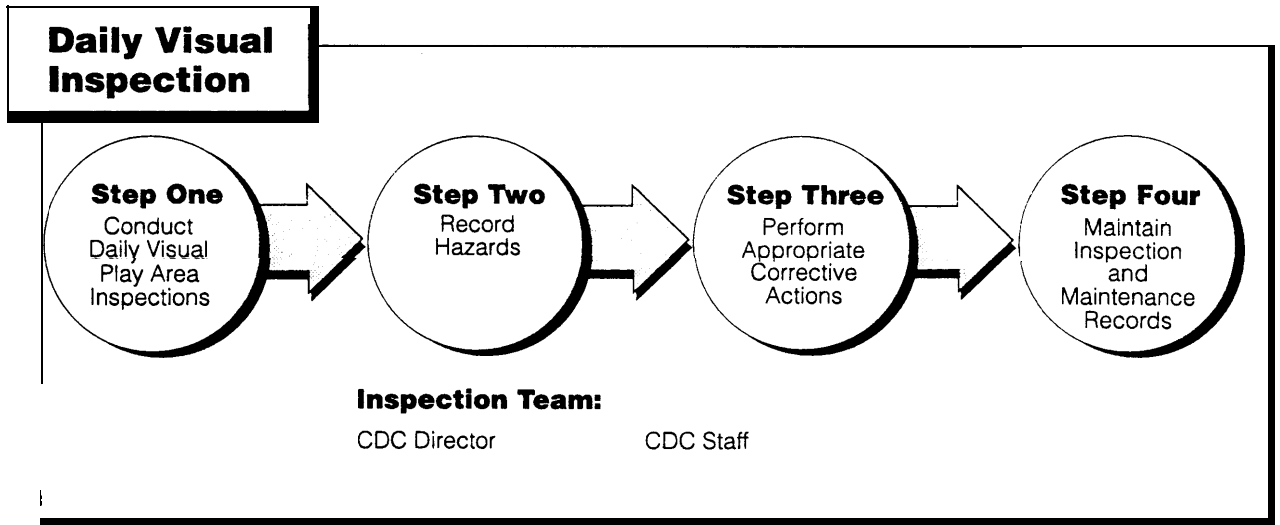 Daily Visual
Inspection
Step One
Conduct
Daily Visual
Play Area
Inspections
Step Two
Record
Hazards
Step Three
Perform
Appropriate
Corrective
Actions
Step Four
Maintain
Inspection
and
Maintenance
Records
Inspection Team:
CDC Director
CDC Staff